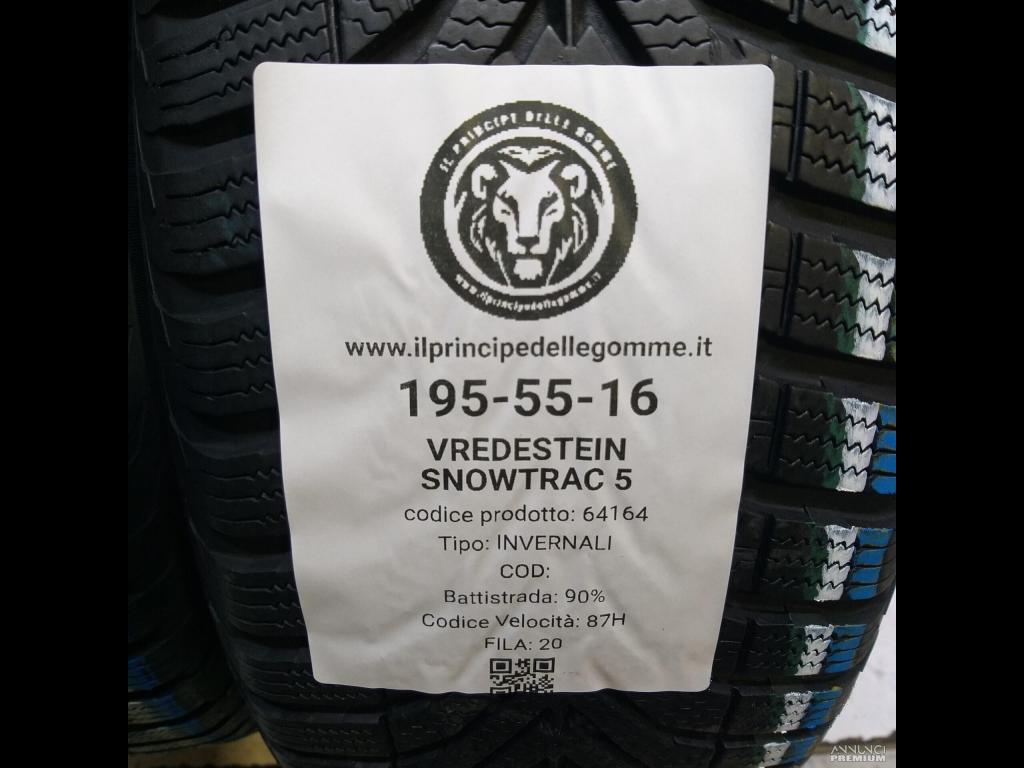 IL PRINCIPE DELLE GOMME
www.ilprincipedellegomme.it
www.ilprincipedellegomme.it
195-55-16
VREDESTEIN
SNOWTRAC 5
codice prodotto: 64164
Tipo: INVERNALI
COD:
Battistrada: 90%
Codice Velocità: 87H
FILA: 20
ANNUNCI
PREMIUM